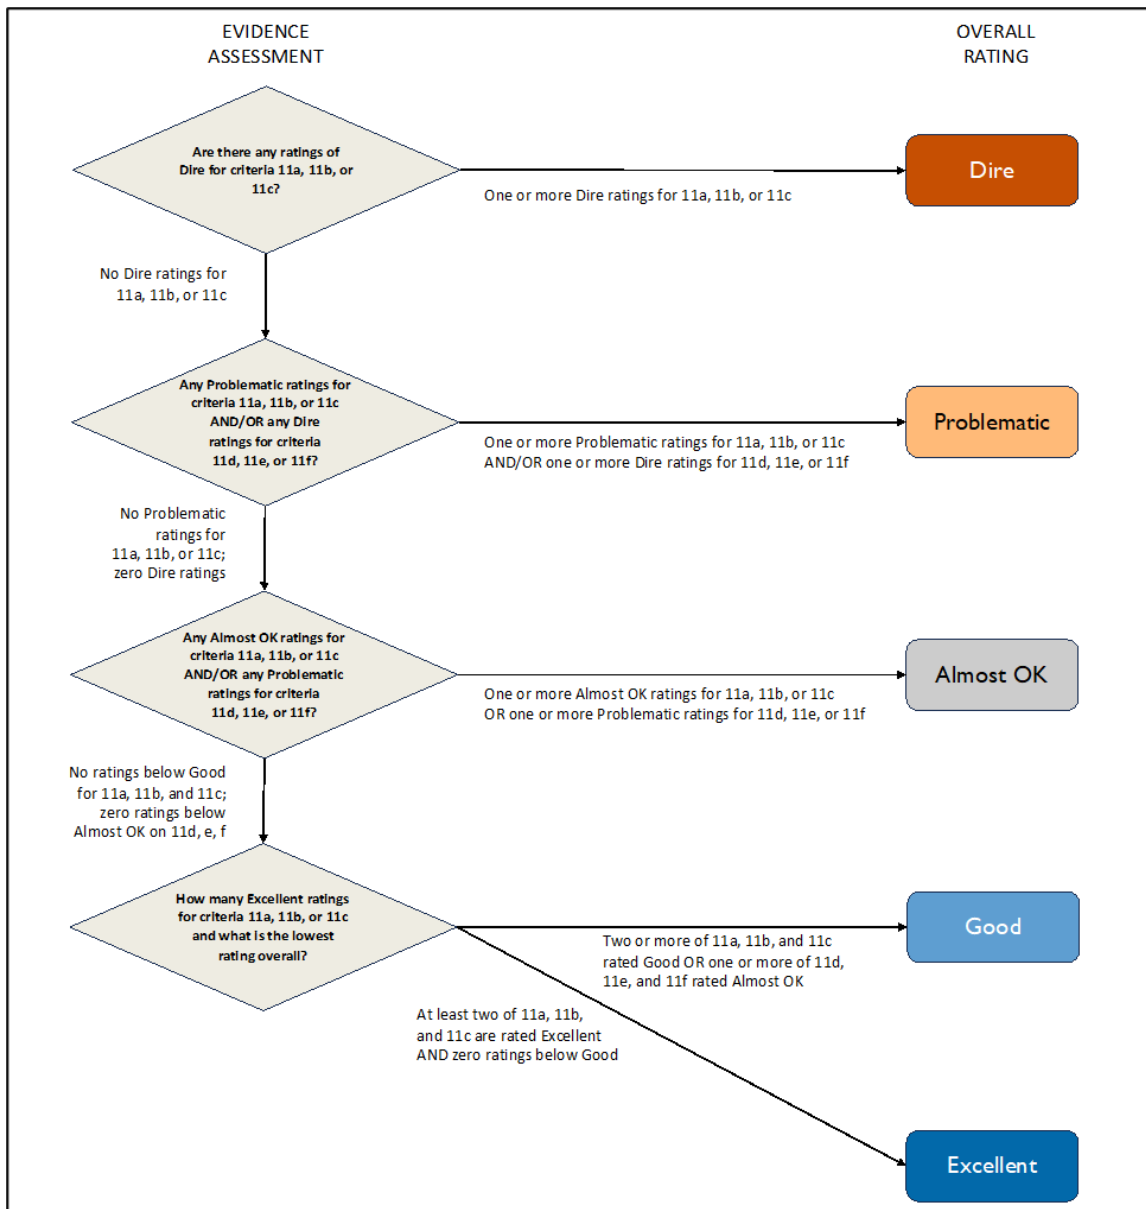 EVIDENCE
ASSESSMENT
OVERALL
RATING
Are there any ratings of
Dire for criteria 11a, 11b, or
11c?
One or more Dire ratings for 11a, 11b, or 11c
Dire
No Dire ratings for
11a, 11b, or 11c
Any Problematic ratings for
criteria 11a, 11b, or 11c
AND/OR any Dire
ratings for criteria
11d, 11e, or 11f?
One or more Problematic ratings for 11a, 11b, or 11c
AND/OR one or more Dire ratings for 11d, 11e, or 11f
Problematic
No Problematic
ratings for
11a, 11b, or 11c;
zero Dire ratings
Any Almost OK ratings for
criteria 11a, 11b, or 11c
AND/OR any Problematic
ratings for criteria
11d, 11e, or 11f?
One or more Almost OK ratings for 11a, 11b, or 11c
OR one or more Problematic ratings for 11d, 11e, or 11f
Almost OK
No ratings below Good
for 11a, 11b, and 11c;
zero ratings below
Almost OK on 11d, e, f
How many Excellent ratings
for criteria 11a, 11b, or 11c
and what is the lowest
rating overall?
Two or more of 11a, 11b, and 11c
rated Good OR one or more of 11d,
11e, and 11f rated Almost OK
Good
At least two of 11a, 11b,
and 11c are rated Excellent
AND zero ratings below Good
Excellent